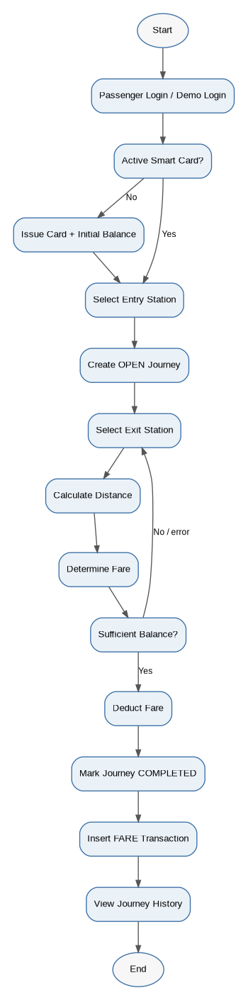 Start
Passenger Login / Demo Login
Active Smart Card?
No
Issue Card + Initial Balance
Yes
Select Entry Station
Create OPEN Journey
Select Exit Station
Calculate Distance
No / error
Determine Fare
Sufficient Balance?
Yes
Deduct Fare
Mark Journey COMPLETED
Insert FARE Transaction
View Journey History
End